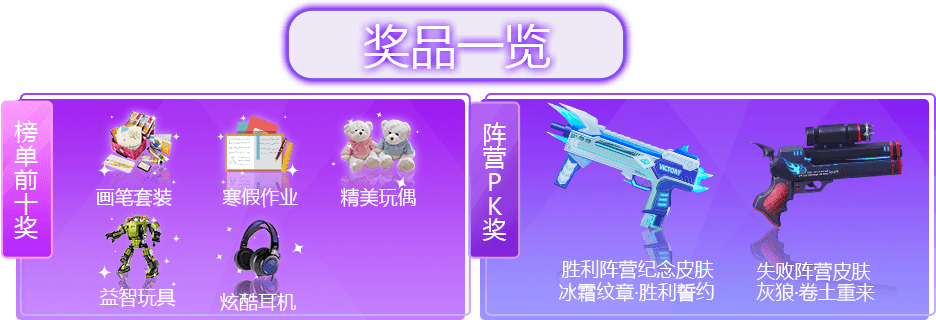 奖品一览
榜单前十奖
画笔套装
寒假作业
精美玩偶
益智玩具
炫酷耳机
阵营PK奖
VICTORY
胜利阵营纪念皮肤
冰霜纹章·胜利誓约
失败阵营皮肤
灰狼·卷土重来